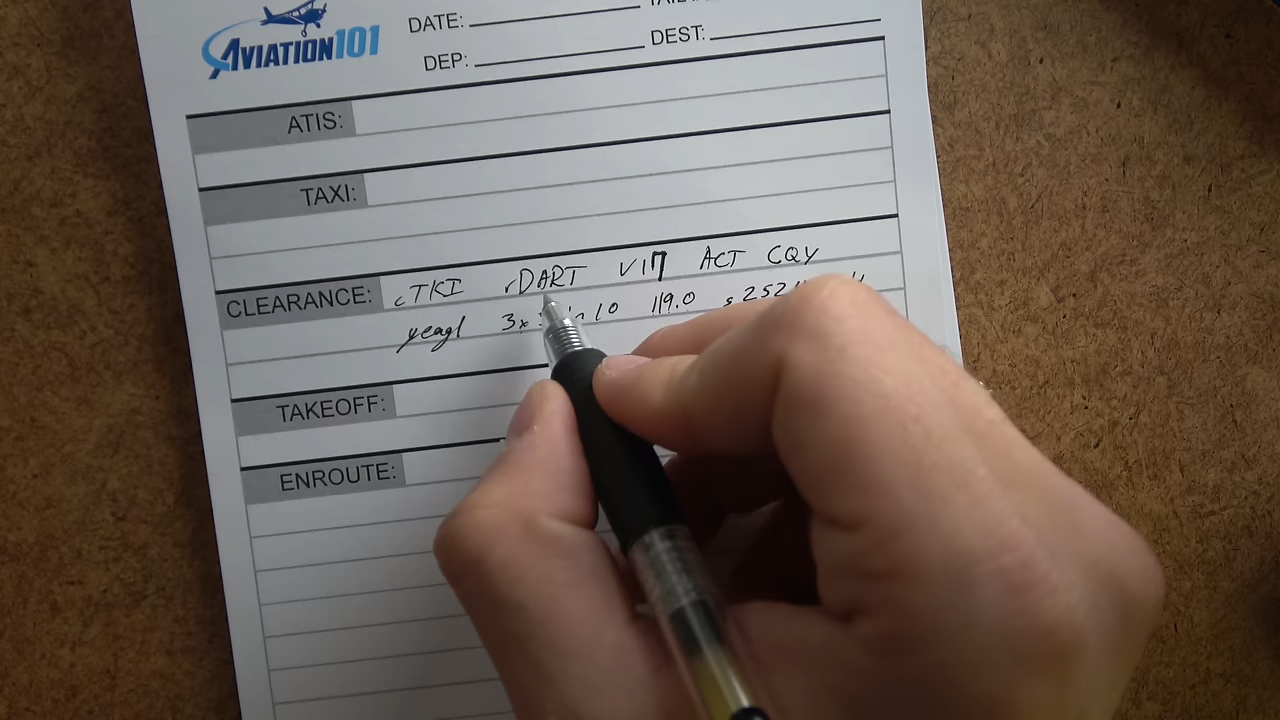 AVIATION101
DATE:
DEP: DEST:
ATIS:
TAXI:
CLEARANCE: cTKI rDART V17 ACT CQY
yeagl 3x 10 119.0
TAKEOFF:
ENROUTE: